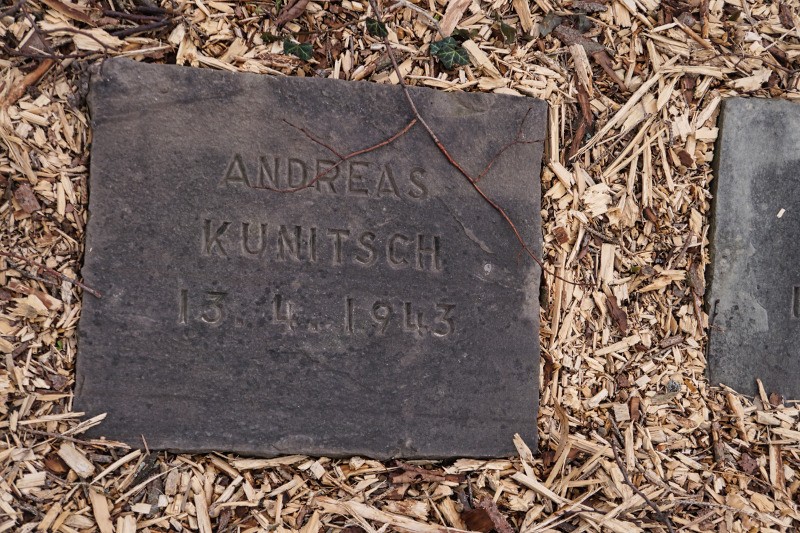 ANDREAS
KUNITSCH
13. 4. 1943